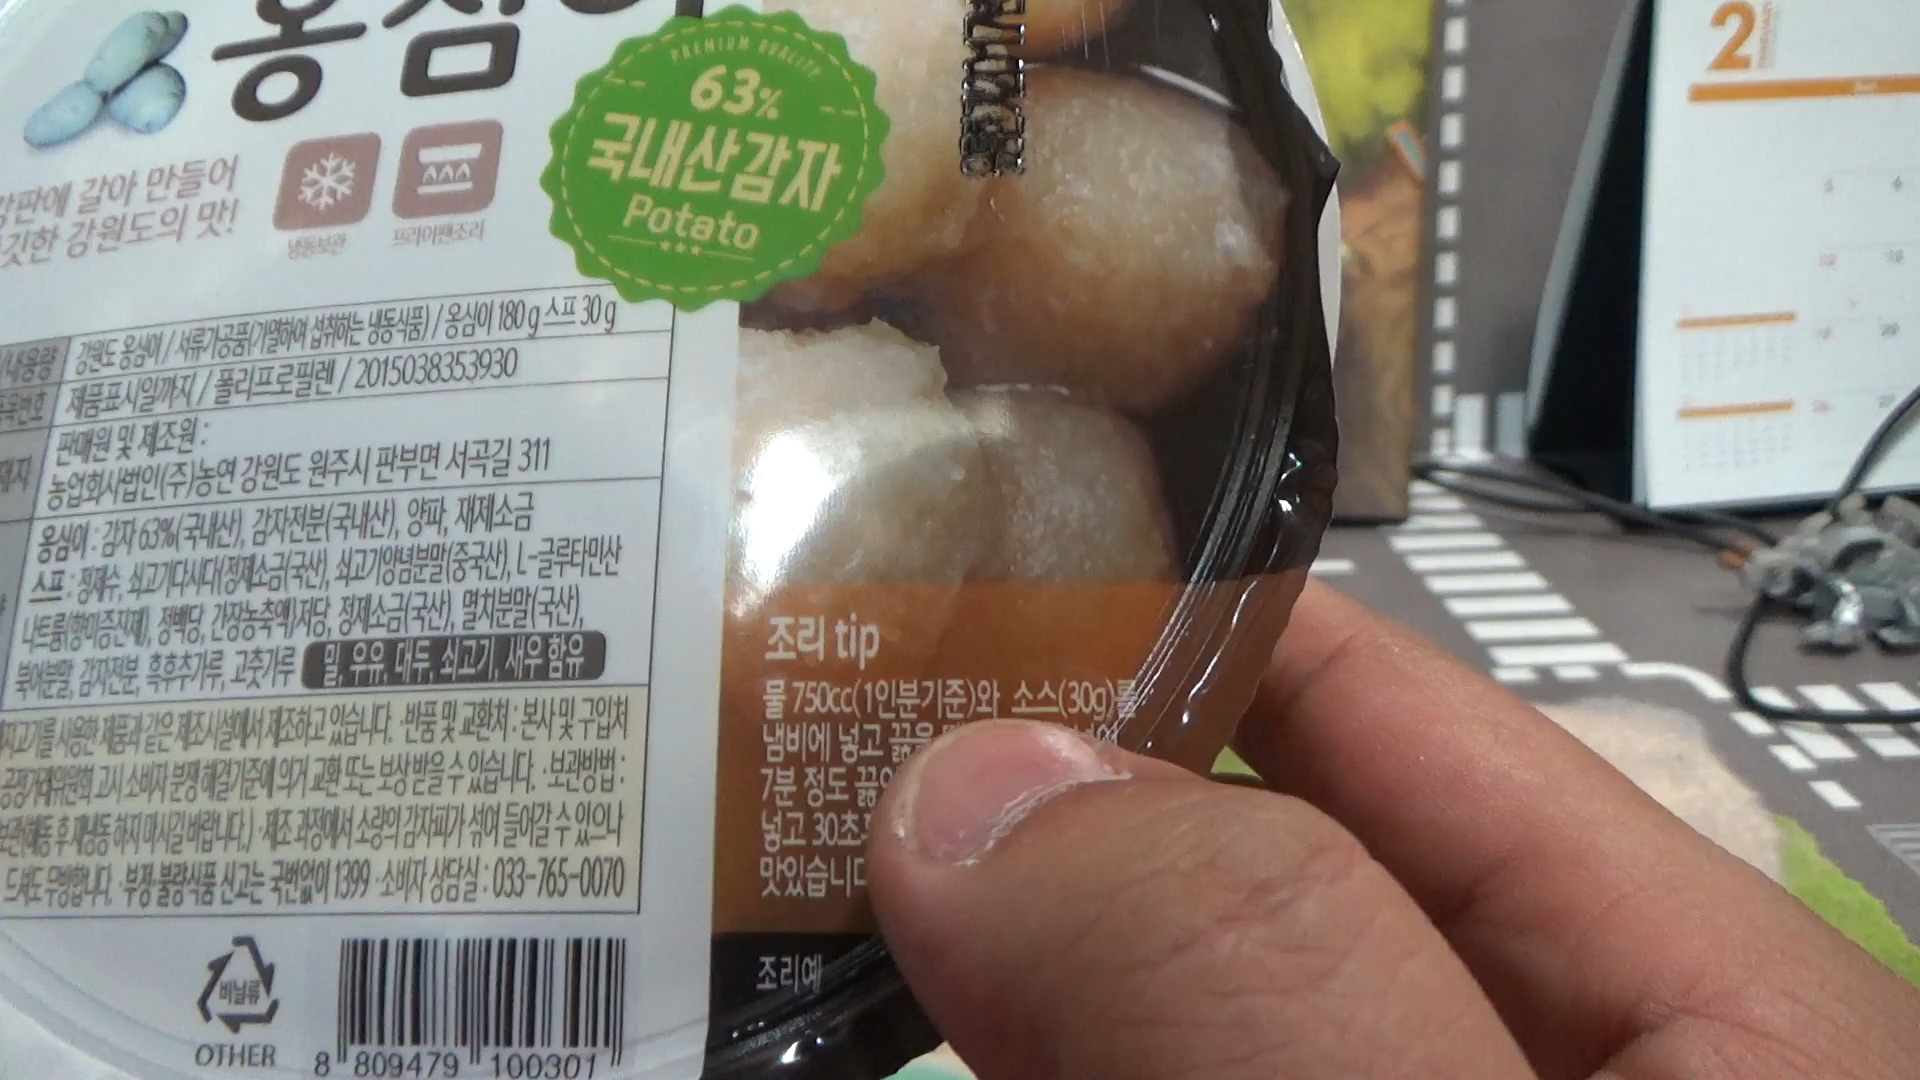 옹심이
PREMIUM QUALITY
63%
국내산감자
Potato
강판에 갈아 만들어
깃한 강원도의 맛!
냉동보관
프라이팬조리
내용량
강원도 옹심이 / 서류가공품(가열하여 섭취하는 냉동식품) / 옹심이 180 g 스프 30 g
목번호
제품표시일까지 / 폴리프로필렌 / 2015038353930
판매원 및 제조원 :
농업회사법인(주)농연 강원도 원주시 판부면 서곡길 311
옹심이 : 감자 63%(국내산), 감자전분(국내산), 양파, 재제소금
스프 : 정제수, 쇠고기다시다(정제소금(국산), 쇠고기양념분말(중국산), L-글루타민산
나트륨(향미증진제), 정백당, 간장농축액)저당, 정제소금(국산), 멸치분말(국산),
북어분말, 감자전분, 흑후추가루, 고춧가루 밀, 우유, 대두, 쇠고기, 새우 함유
고기를 사용한 제품과 같은 제조시설에서 제조하고 있습니다. ·반품 및 교환처 : 본사 및 구입처
공정거래위원회 고시 소비자 분쟁 해결기준에 의거 교환 또는 보상 받을 수 있습니다. ·보관방법 :
보관(해동 후 재냉동 하지 마시길 바랍니다.) ·제조 과정에서 소량의 감자피가 섞여 들어갈 수 있으나
드셔도 무방합니다. ·부정·불량식품 신고는 국번없이 1399 ·소비자 상담실 : 033-765-0070
조리 tip
물 750cc(1인분기준)와 소스(30g)를
냄비에 넣고 끓을
7분 정도
넣고 30초
맛있습니다
조리예
비닐류
OTHER
8 809479 100301
2
5 6
12 13
20
26 27